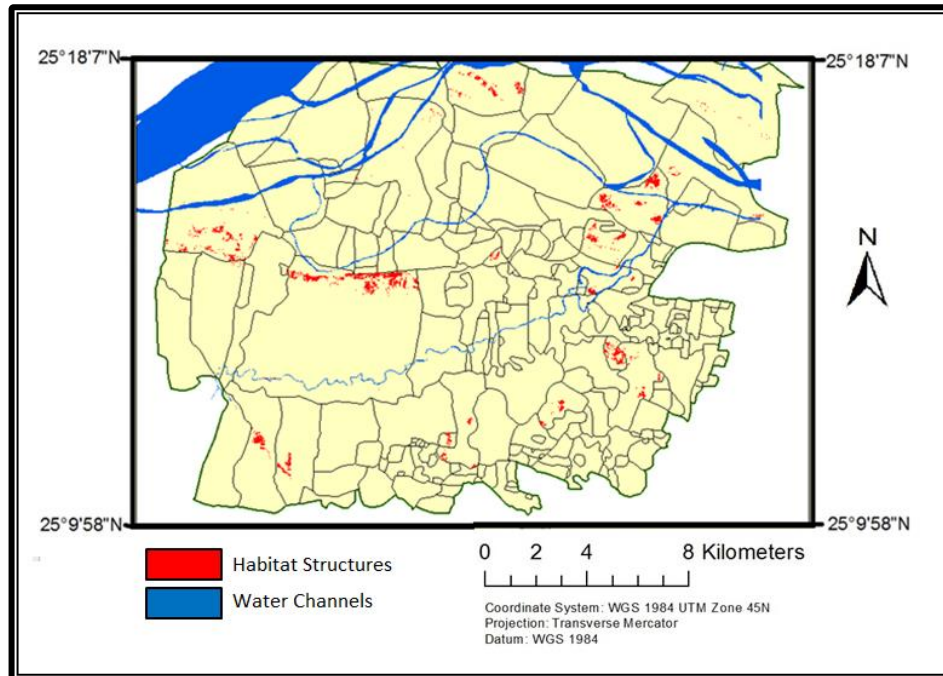 25°18'7"N
25°18'7"N
N
25°9'58"N
25°9'58"N
Habitat Structures
Water Channels
0 2 4 8 Kilometers
Coordinate System: WGS 1984 UTM Zone 45N
Projection: Transverse Mercator
Datum: WGS 1984